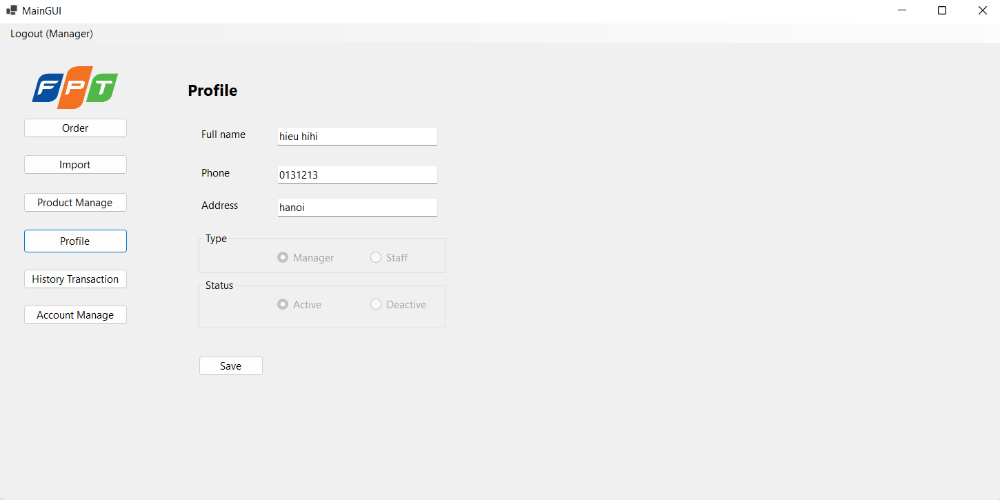 MainGUI
Logout (Manager)
FPT
Order
Import
Product Manage
Profile
History Transaction
Account Manage
Profile
Full name hieu hihi
Phone 0131213
Address hanoi
Type
Manager Staff
Status
Active Deactive
Save